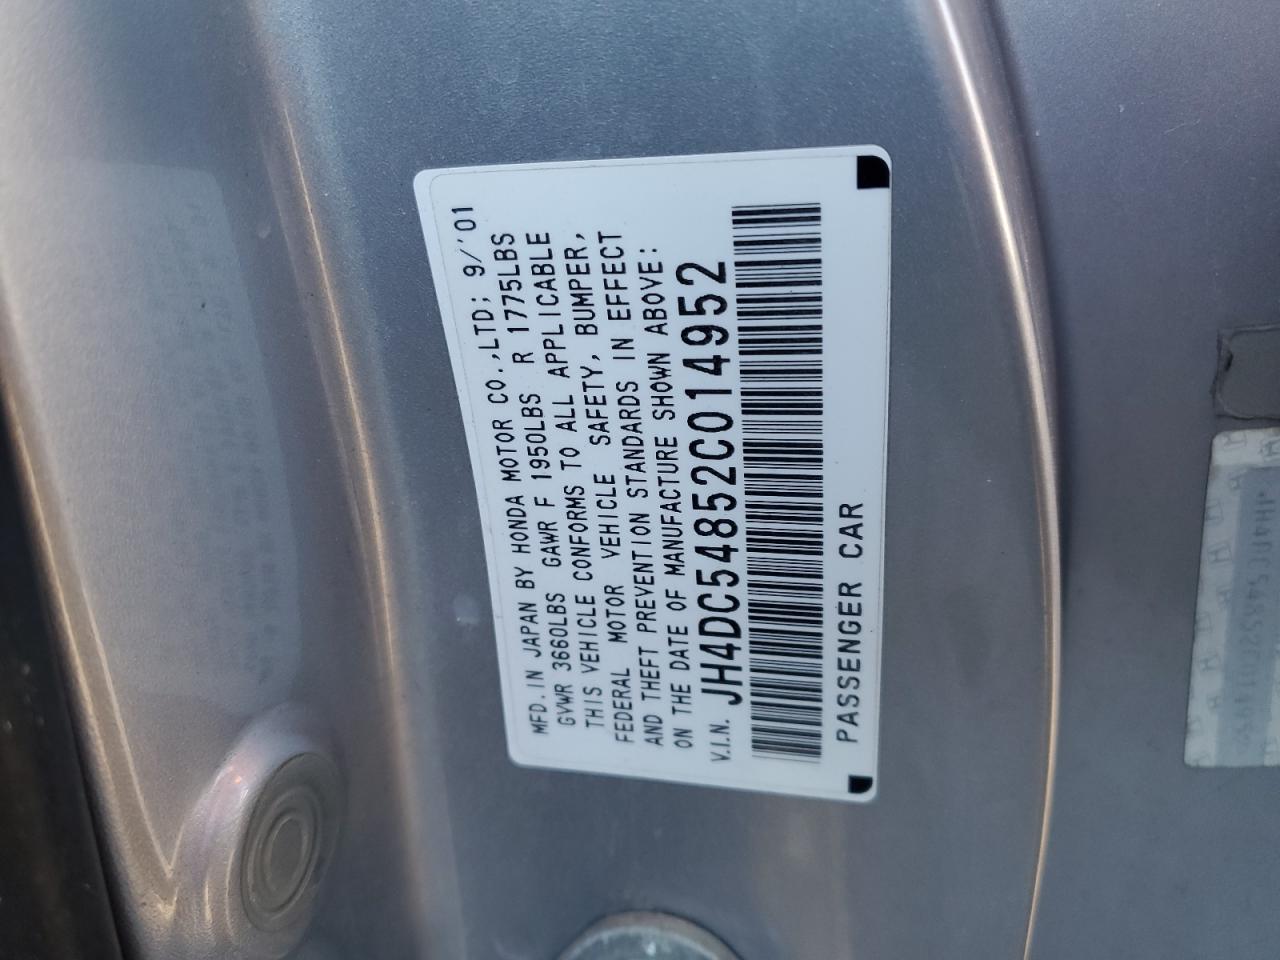 MFD.IN JAPAN BY HONDA MOTOR CO.,LTD; 9/'01
GVWR 3660LBS GAWR F 1950LBS R 1775LBS
THIS VEHICLE CONFORMS TO ALL APPLICABLE
FEDERAL MOTOR VEHICLE SAFETY, BUMPER,
AND THEFT PREVENTION STANDARDS IN EFFECT
ON THE DATE OF MANUFACTURE SHOWN ABOVE:
V.I.N. JH4DC54852C014952
PASSENGER CAR
JH4DC54852C014952